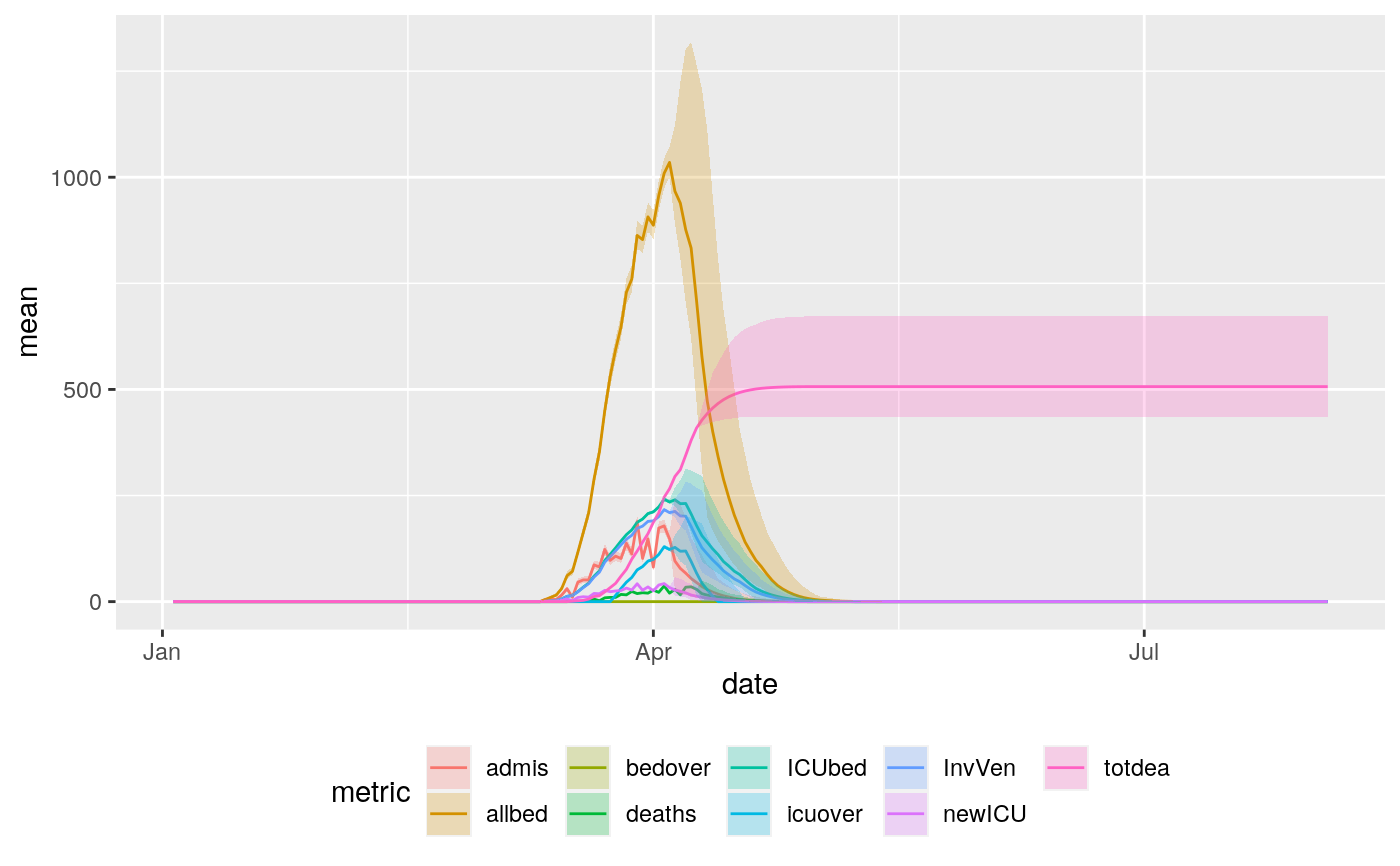 mean
1000
500
0
Jan Apr Jul
date
metric
admis bedover ICUbed InvVen totdea
allbed deaths icuover newICU